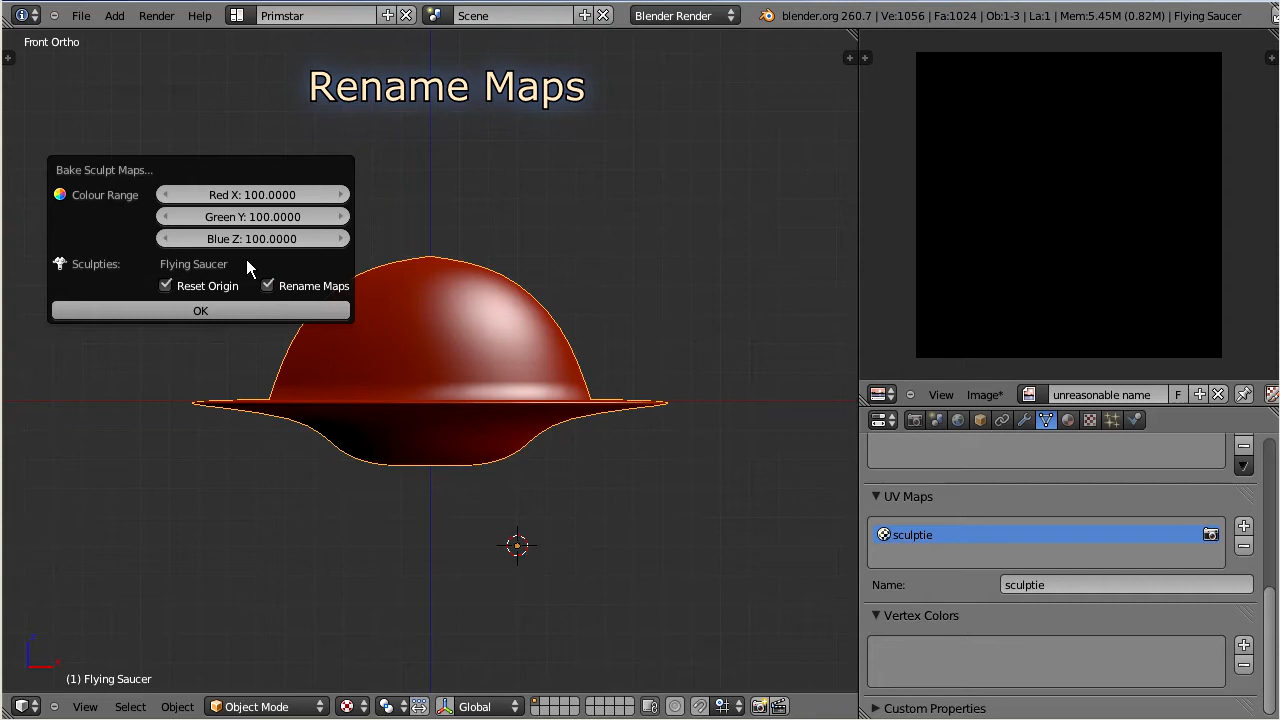 File Add Render Help Primstar Scene Blender Render blender.org 260.7 | Ve:1056 | Fa:1024 | Ob:1-3 | La:1 | Mem:5.45M (0.82M) | Flying Saucer
Front Ortho
Rename Maps
Bake Sculpt Maps...
Colour Range Red X: 100.0000
Green Y: 100.0000
Blue Z: 100.0000
Sculpties: Flying Saucer
Reset Origin Rename Maps
OK
View Image* unreasonable name F
UV Maps
sculptie
Name: sculptie
Vertex Colors
(1) Flying Saucer
View Select Object Object Mode Global
Custom Properties